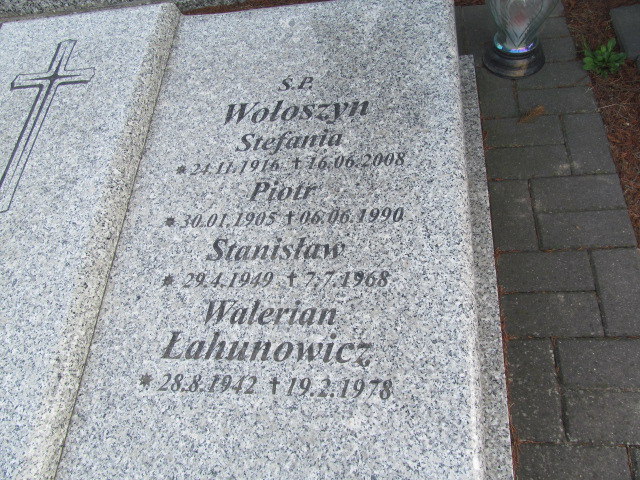 Ś.P.
Wołoszyn
Stefania
* 24.11.1916 † 16.06.2008
Piotr
* 30.01.1905 † 06.06.1990
Stanisław
* 29.4.1949 † 7.7.1968
Walerian
Łahunowicz
* 28.8.1942 † 19.2.1978